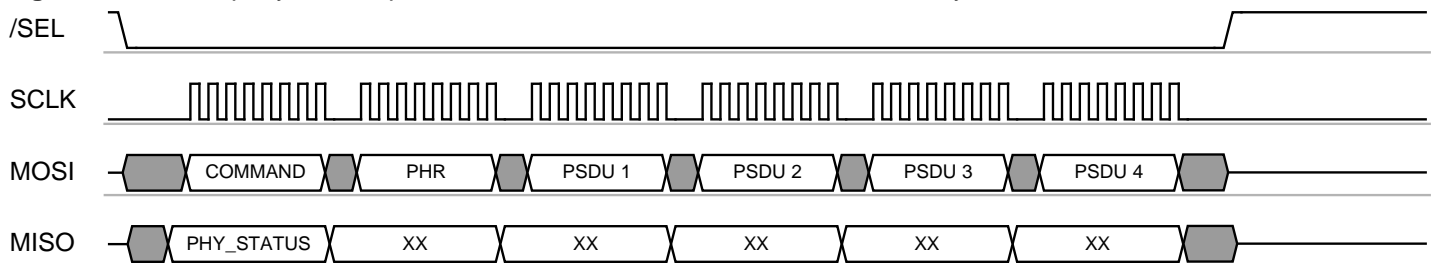 /SEL
SCLK
MOSI COMMAND PHR PSDU 1 PSDU 2 PSDU 3 PSDU 4
MISO PHY_STATUS XX XX XX XX XX